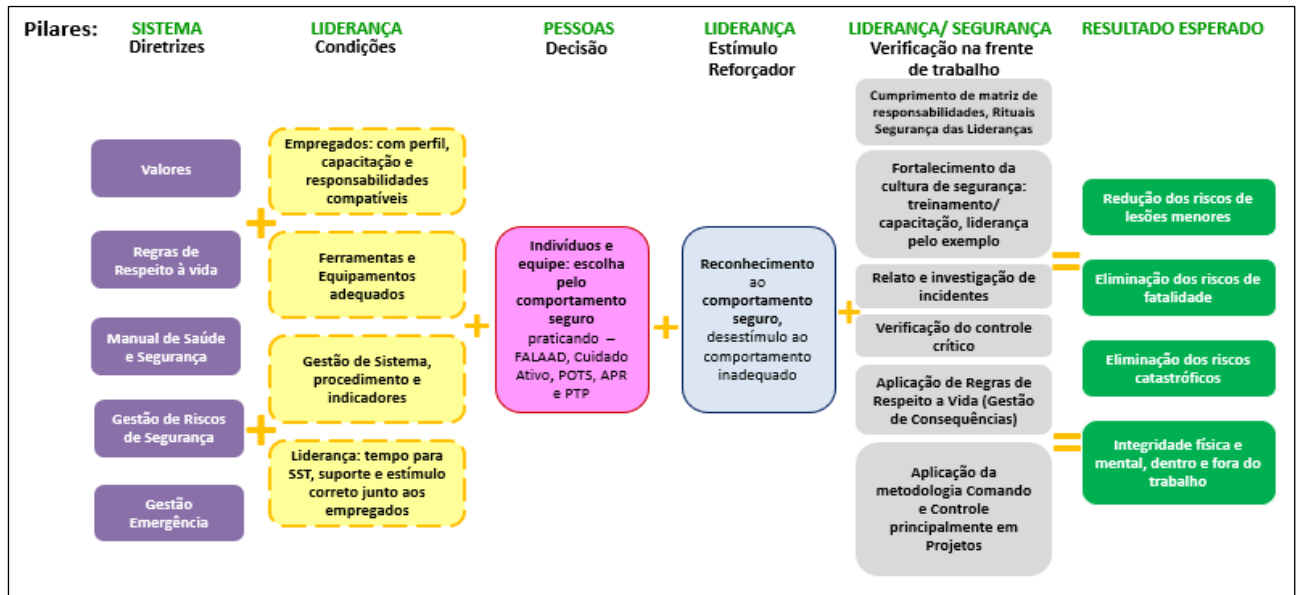 Pilares:
SISTEMA
Diretrizes
LIDERANÇA
Condições
PESSOAS
Decisão
LIDERANÇA
Estímulo
Reforçador
LIDERANÇA/ SEGURANÇA
Verificação na frente
de trabalho
RESULTADO ESPERADO
Valores
Regras de
Respeito à vida
Manual de Saúde
e Segurança
Gestão de Riscos
de Segurança
Gestão
Emergência
+
+
Empregados: com perfil,
capacitação e
responsabilidades
compatíveis
Ferramentas e
Equipamentos
adequados
Gestão de Sistema,
procedimento e
indicadores
Liderança: tempo para
SST, suporte e estímulo
correto junto aos
empregados
+
Indivíduos e
equipe: escolha
pelo
comportamento
seguro
praticando –
FALAAD, Cuidado
Ativo, POTS, APR
e PTP
+
Reconhecimento
ao
comportamento
seguro,
desestímulo ao
comportamento
inadequado
+
Cumprimento de matriz de
responsabilidades, Rituais
Segurança das Lideranças
Fortalecimento da
cultura de segurança:
treinamento/
capacitação, liderança
pelo exemplo
Relato e investigação de
incidentes
Verificação do controle
crítico
Aplicação de Regras de
Respeito a Vida (Gestão
de Consequências)
Aplicação da
metodologia Comando
e Controle
principalmente em
Projetos
=
=
Redução dos riscos de
lesões menores
Eliminação dos riscos de
fatalidade
Eliminação dos riscos
catastróficos
Integridade física e
mental, dentro e fora do
trabalho